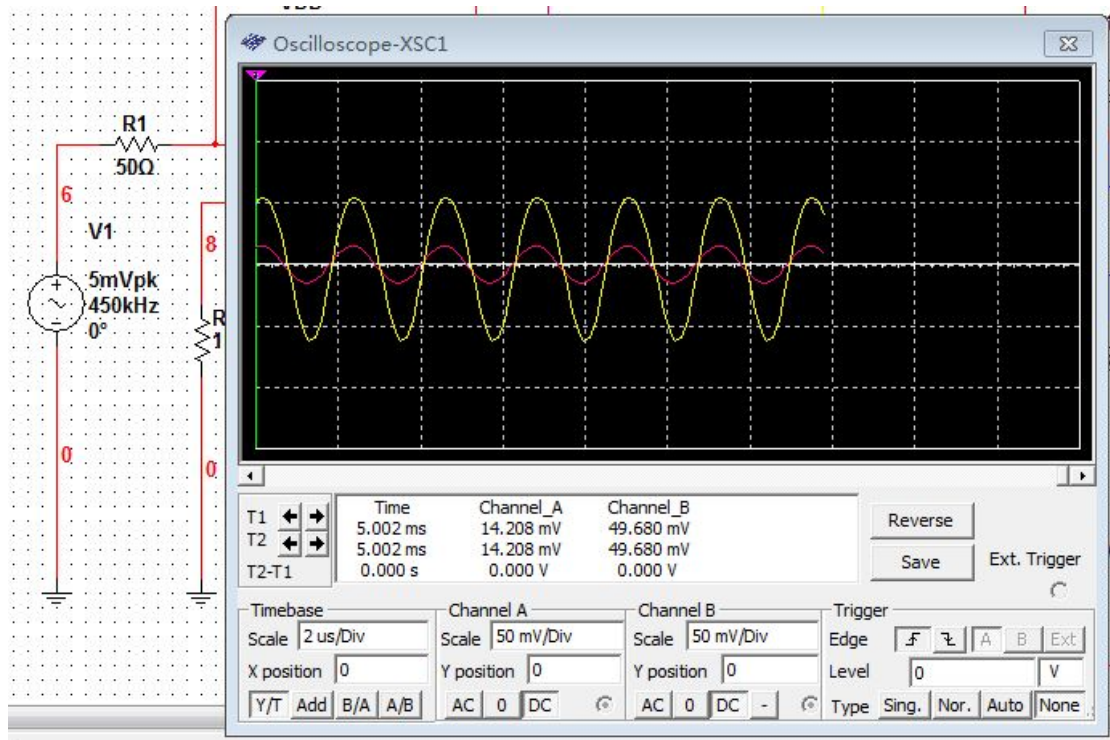 Oscilloscope-XSC1
R1
50Ω
6
V1
8
5mVpk
450kHz
0°
R
1
0
0
Time Channel_A Channel_B
T1 5.002 ms 14.208 mV 49.680 mV
T2 5.002 ms 14.208 mV 49.680 mV
T2-T1 0.000 s 0.000 V 0.000 V
Reverse
Save
Ext. Trigger
Timebase Channel A Channel B Trigger
Scale 2 us/Div Scale 50 mV/Div Scale 50 mV/Div Edge A B Ext
X position 0 Y position 0 Y position 0 Level 0 V
Y/T Add B/A A/B AC 0 DC AC 0 DC - Type Sing. Nor. Auto None